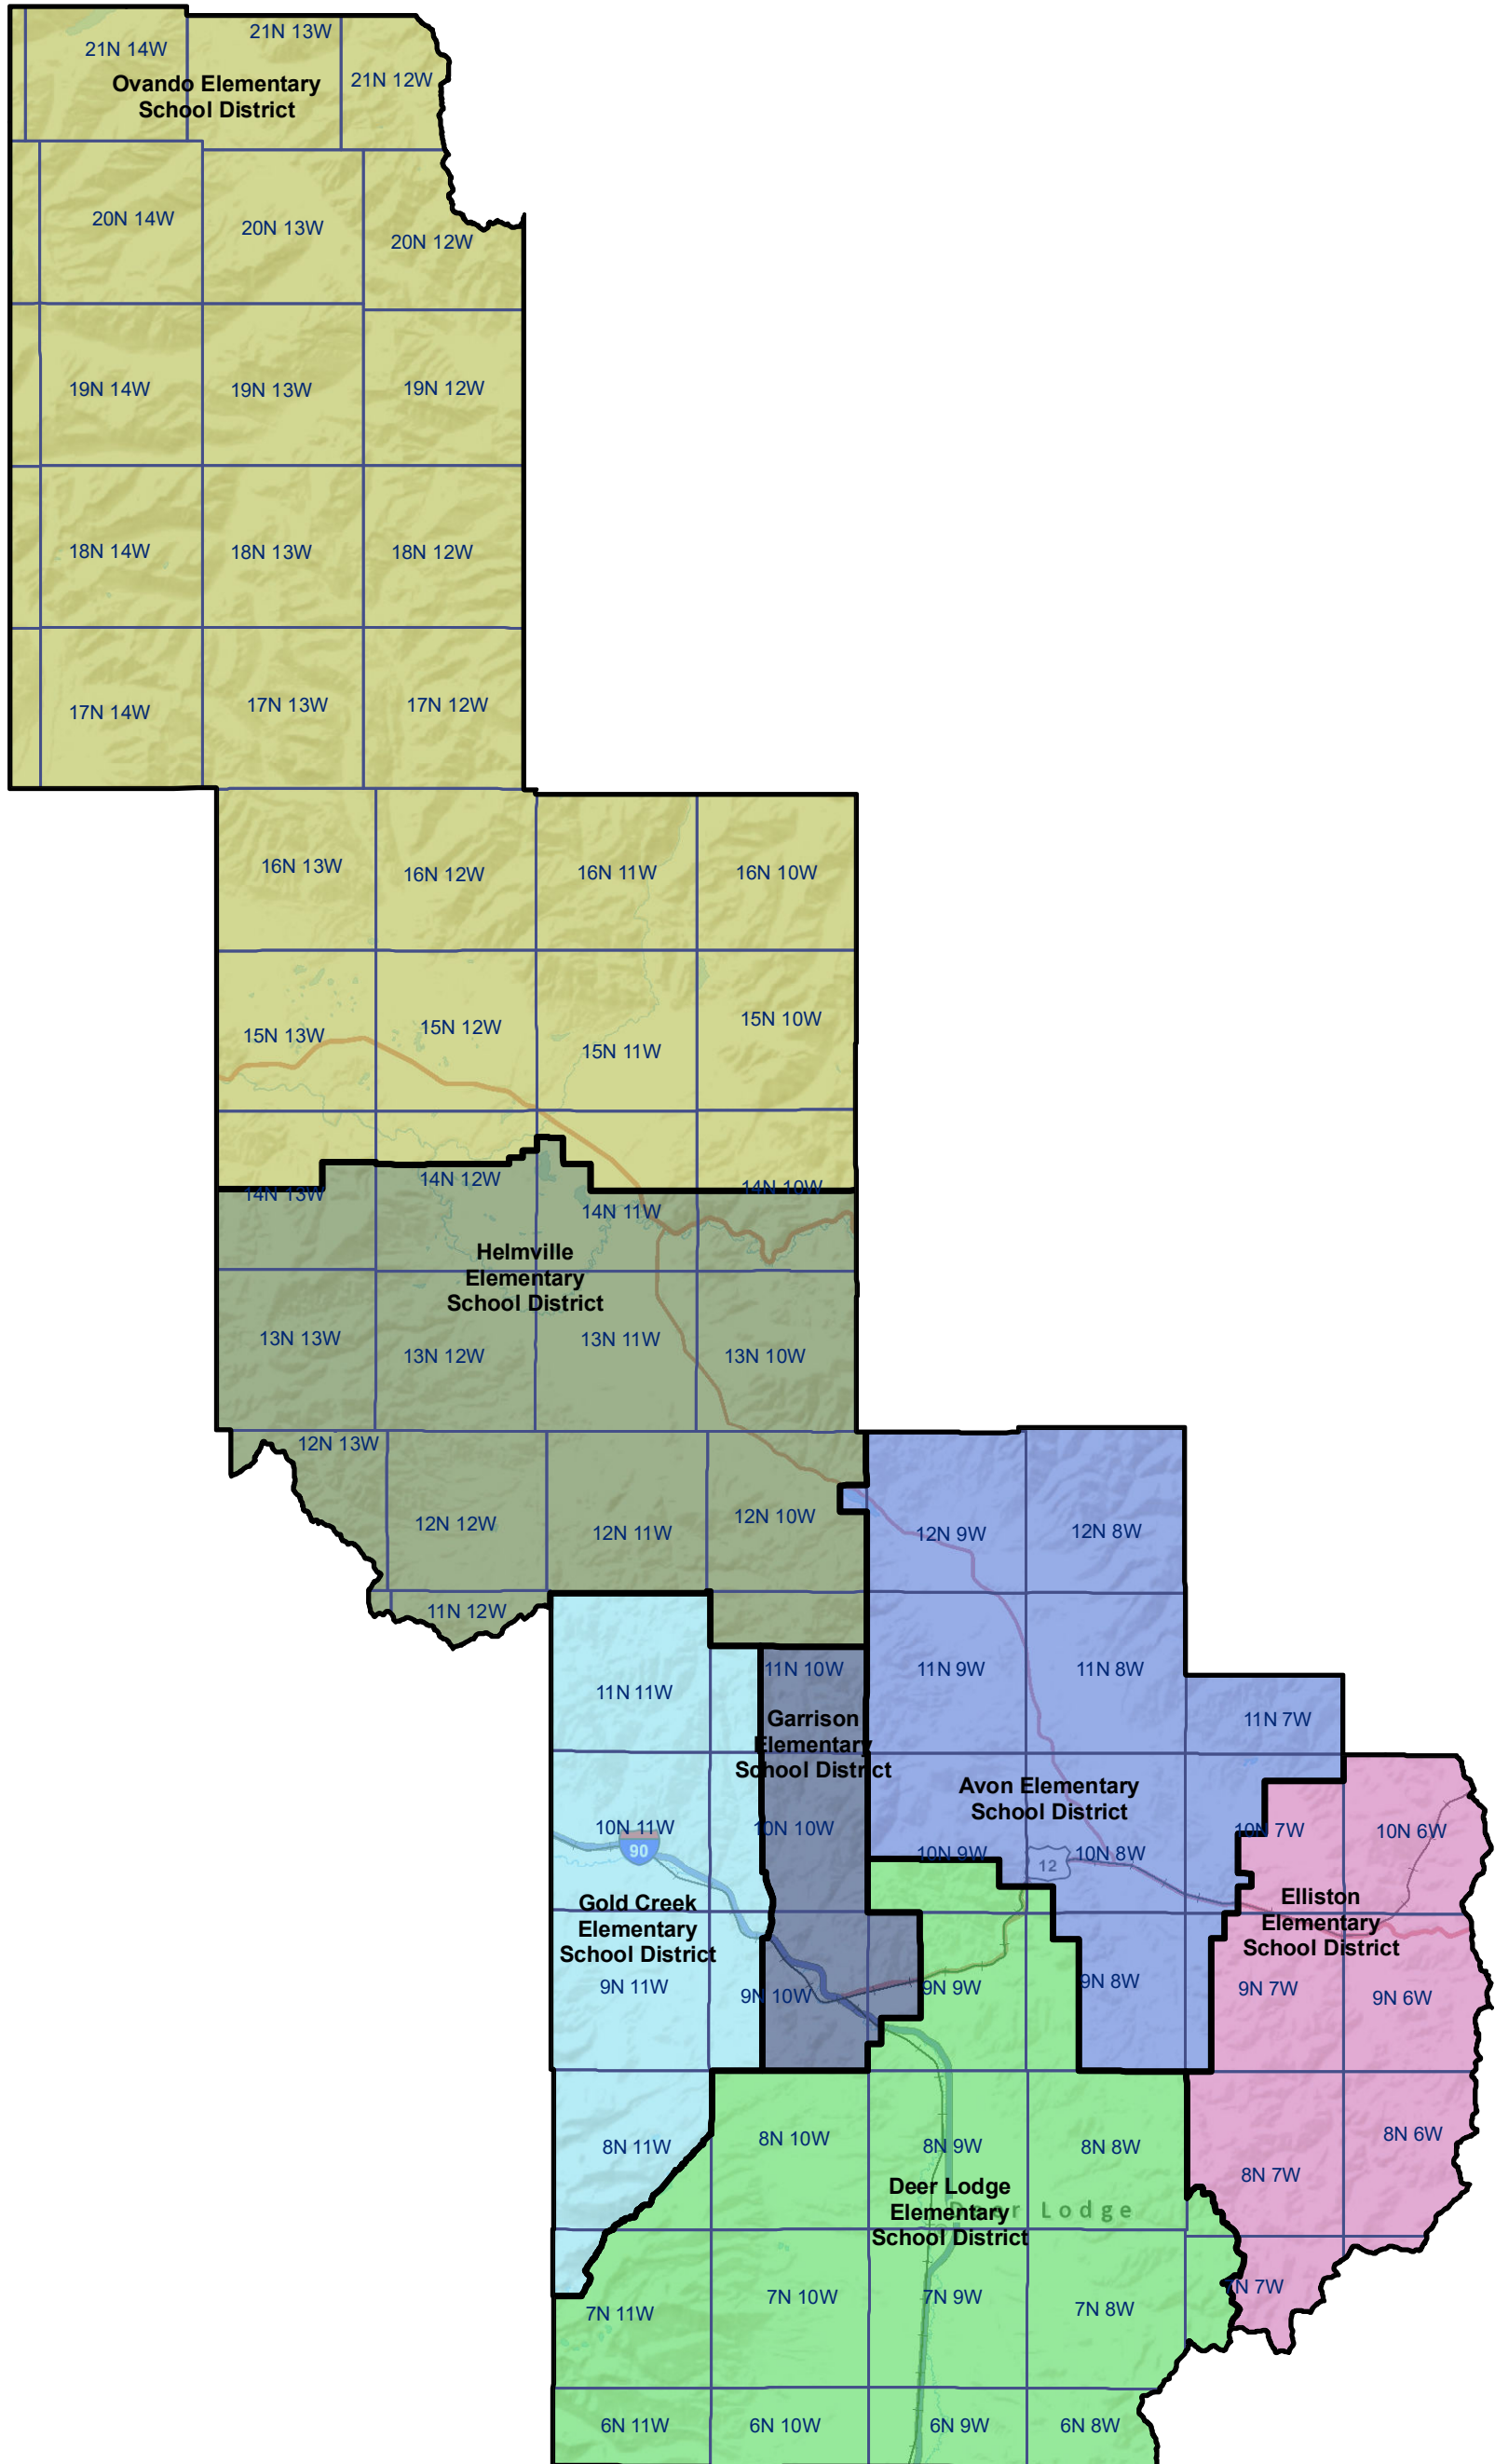 21N 14W
21N 13W
21N 12W
Ovando Elementary
School District
20N 14W
20N 13W
20N 12W
19N 14W
19N 13W
19N 12W
18N 14W
18N 13W
18N 12W
17N 14W
17N 13W
17N 12W
16N 13W
16N 12W
16N 11W
16N 10W
15N 13W
15N 12W
15N 11W
15N 10W
14N 13W
14N 12W
14N 11W
14N 10W
Helmville
Elementary
School District
13N 13W
13N 12W
13N 11W
13N 10W
12N 13W
12N 12W
12N 11W
12N 10W
12N 9W
12N 8W
11N 12W
11N 11W
11N 10W
11N 9W
11N 8W
11N 7W
Garrison
Elementary
School District
Avon Elementary
School District
10N 11W
90
10N 10W
10N 9W
12
10N 8W
10N 7W
10N 6W
Gold Creek
Elementary
School District
Elliston
Elementary
School District
9N 11W
9N 10W
9N 9W
9N 8W
9N 7W
9N 6W
8N 11W
8N 10W
8N 9W
8N 8W
8N 7W
8N 6W
Deer Lodge
Elementary
School District
Deer Lodge
7N 11W
7N 10W
7N 9W
7N 8W
7N 7W
6N 11W
6N 10W
6N 9W
6N 8W